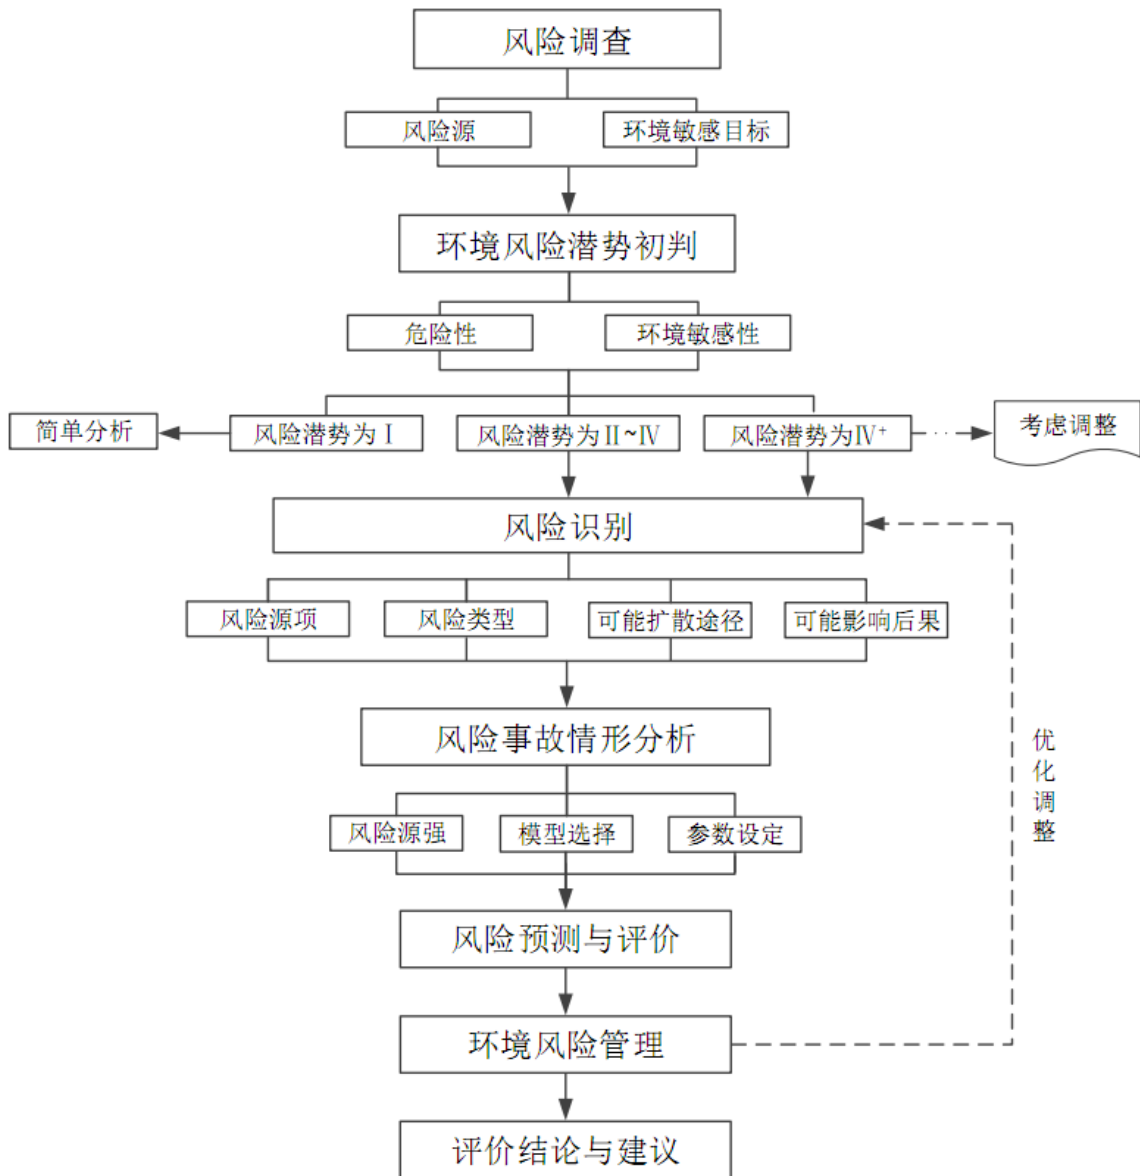 风险调查
风险源
环境敏感目标
环境风险潜势初判
危险性
环境敏感性
简单分析
风险潜势为Ⅰ
风险潜势为Ⅱ~Ⅳ
风险潜势为Ⅳ⁺
考虑调整
风险识别
风险源项
风险类型
可能扩散途径
可能影响后果
风险事故情形分析
优化调整
风险源强
模型选择
参数设定
风险预测与评价
环境风险管理
评价结论与建议